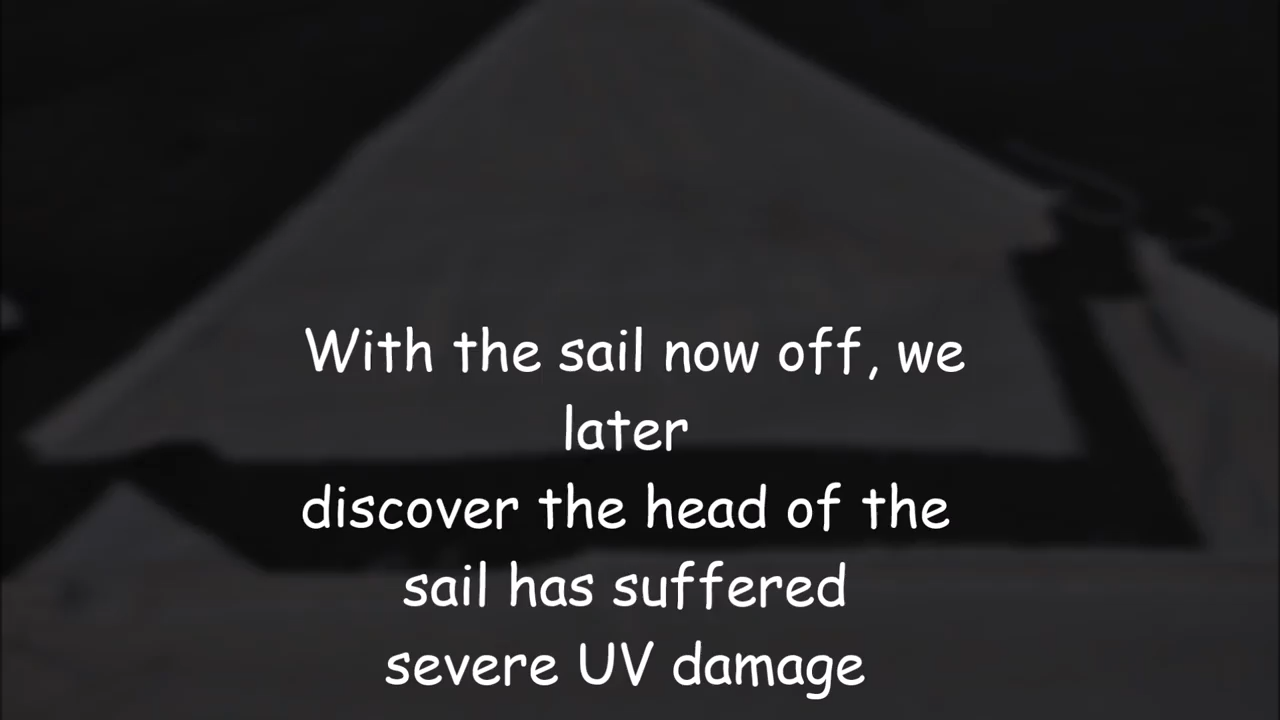 With the sail now off, we
later
discover the head of the
sail has suffered
severe UV damage